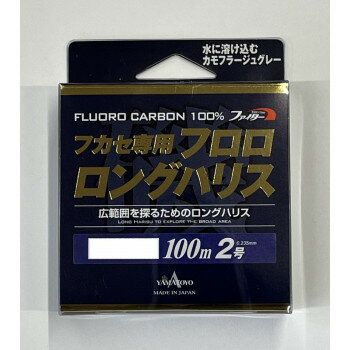 水に溶け込む
カモフラージュグレー
FLUORO CARBON 100% ファイター
フカセ専用フロロ
ロングハリス
広範囲を探るためのロングハリス
LONG HARISU TO EXPLORE THE BROAD AREA
0.235mm
100m 2号
YAMATOYO
MADE IN JAPAN